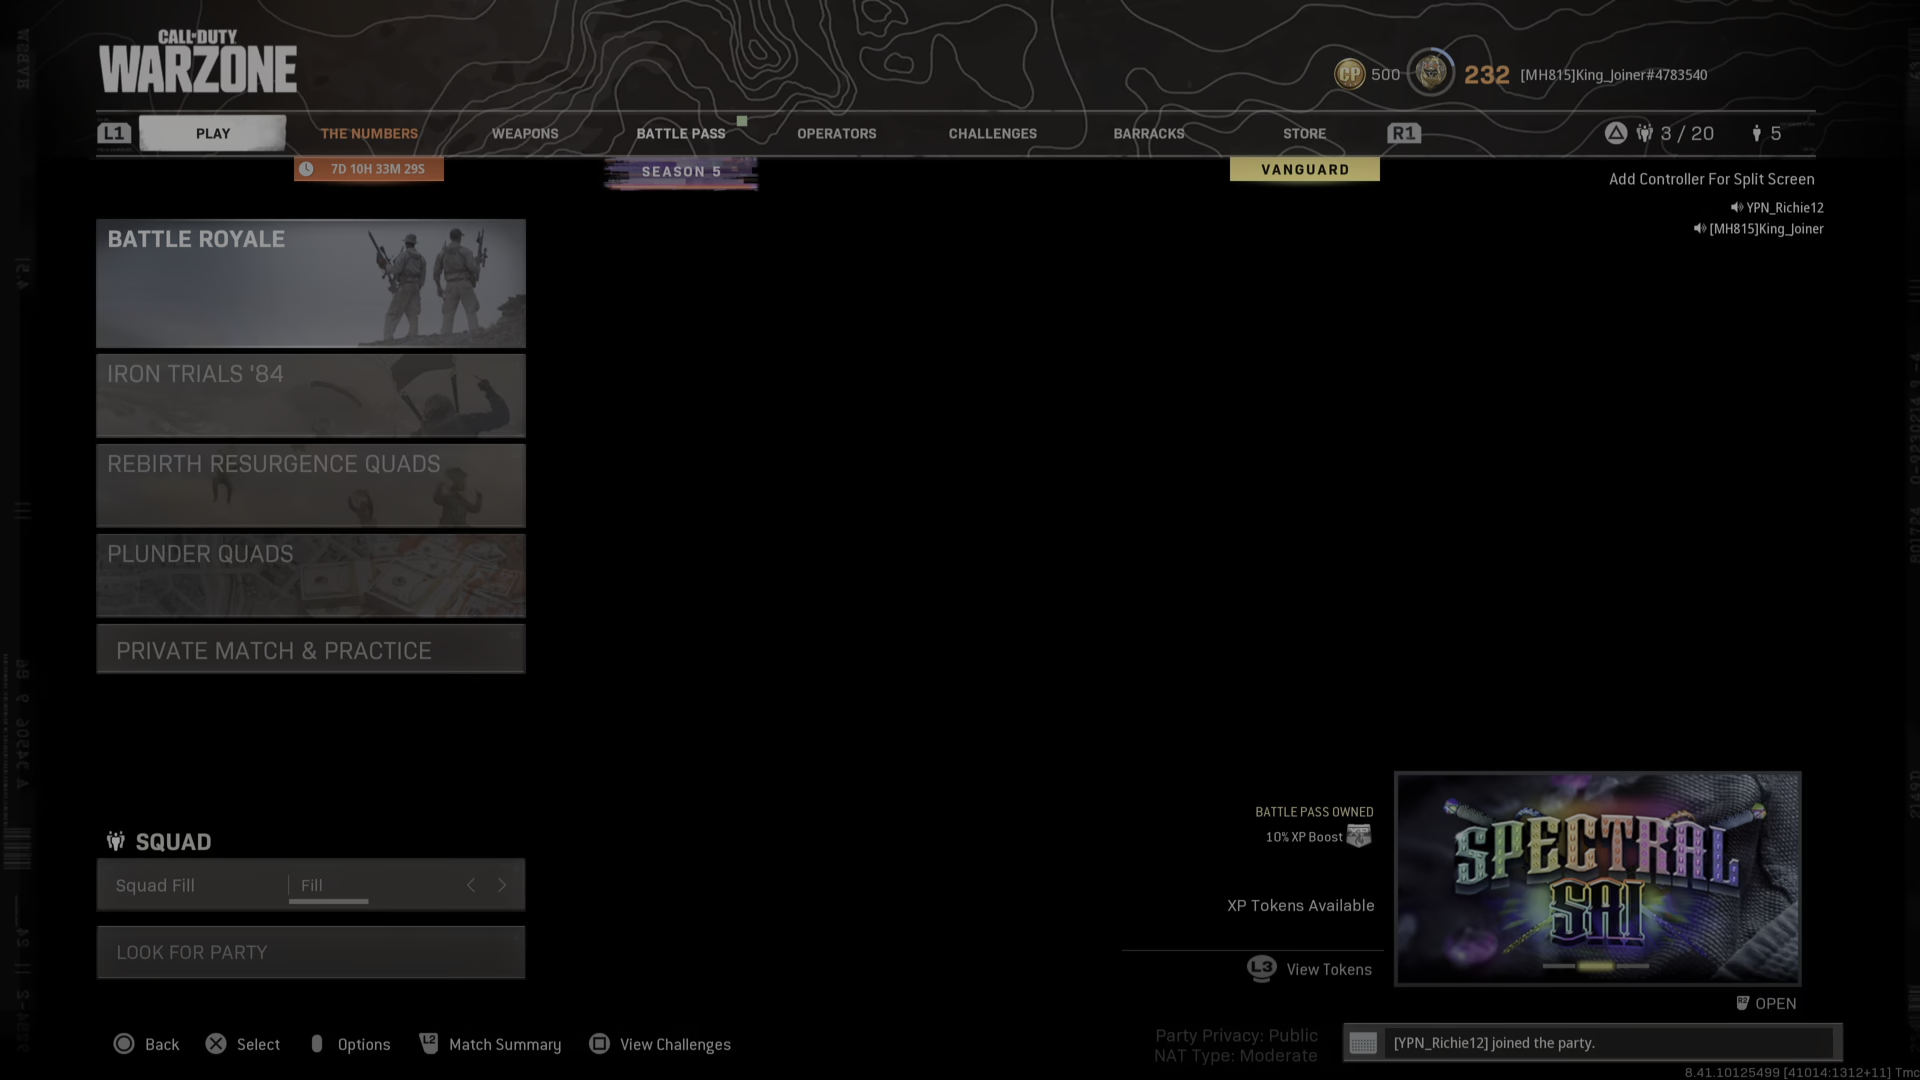 CALL OF DUTY
WARZONE
CP 500 232 [MH815]King_Joiner#4783540
L1 PLAY THE NUMBERS WEAPONS BATTLE PASS OPERATORS CHALLENGES BARRACKS STORE R1 3 / 20 5
7D 10H 33M 29S SEASON 5 VANGUARD
Add Controller For Split Screen
YPN_Richie12
[MH815]King_Joiner
BATTLE ROYALE
IRON TRIALS '84
REBIRTH RESURGENCE QUADS
PLUNDER QUADS
PRIVATE MATCH & PRACTICE
SQUAD
Squad Fill Fill
LOOK FOR PARTY
BATTLE PASS OWNED
10% XP Boost
XP Tokens Available
L3 View Tokens
SPECTRAL
SAI
R2 OPEN
Back Select Options L2 Match Summary View Challenges
Party Privacy: Public
NAT Type: Moderate
[YPN_Richie12] joined the party.
8.41.10125499 [41014:1312+11] Tmc